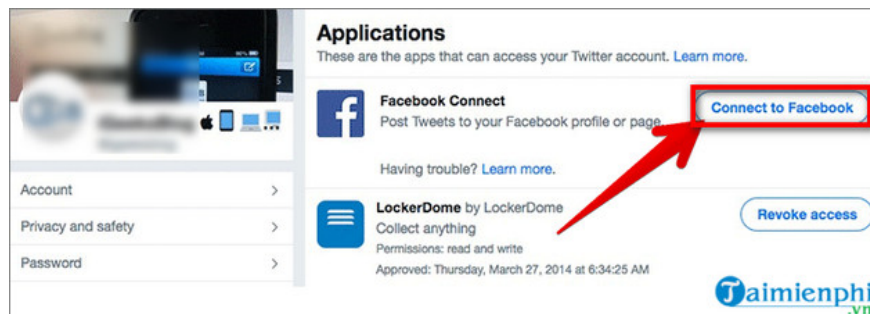 Applications
These are the apps that can access your Twitter account. Learn more.
Facebook Connect
Post Tweets to your Facebook profile or page.
Connect to Facebook
Having trouble? Learn more.
LockerDome by LockerDome
Collect anything
Permissions: read and write
Approved: Thursday, March 27, 2014 at 6:34:25 AM
Revoke access
Account
Privacy and safety
Password
Taimienphi
.vn